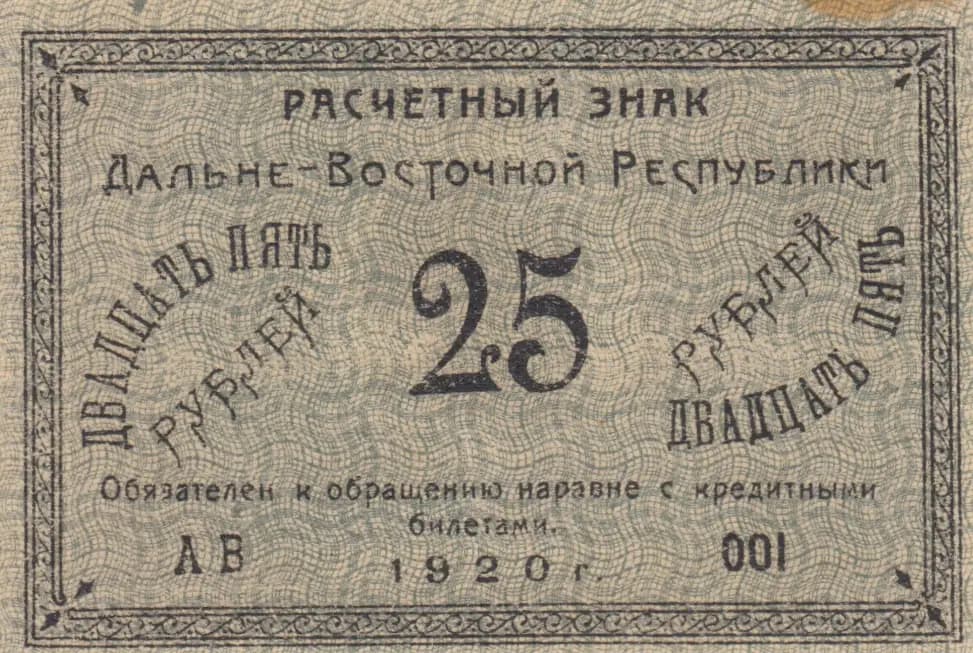 РАСЧЕТНЫЙ ЗНАК
ДАЛЬНЕ-ВОСТОЧНОЙ РЕСПУБЛИКИ
ДВАДЦАТЬ ПЯТЬ
РУБЛЕЙ
25
РУБЛЕЙ
ДВАДЦАТЬ ПЯТЬ
Обязателен к обращению наравне с кредитными
билетами.
АВ
001
1920 г.